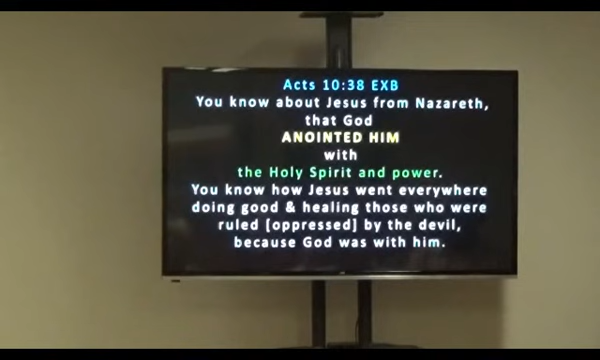 Acts 10:38 EXB
You know about Jesus from Nazareth,
that God
ANOINTED HIM
with
the Holy Spirit and power.
You know how Jesus went everywhere
doing good & healing those who were
ruled [oppressed] by the devil,
because God was with him.